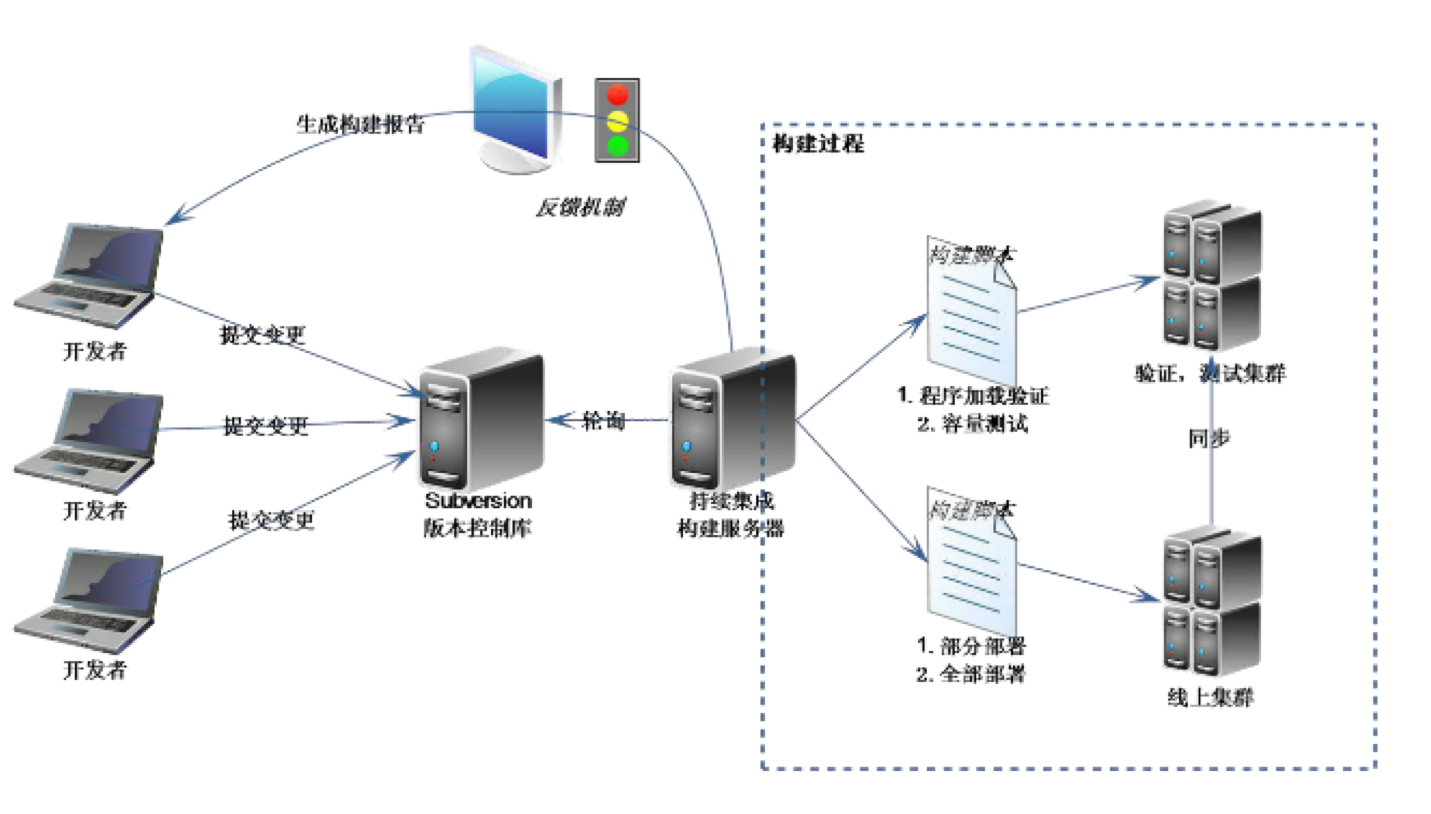 生成构建报告
反馈机制
构建过程
开发者
提交变更
开发者
提交变更
开发者
提交变更
Subversion
版本控制库
轮询
持续集成
构建服务器
构建脚本
1. 程序加载验证
2. 容量测试
验证，测试集群
同步
构建脚本
1. 部分部署
2. 全部部署
线上集群